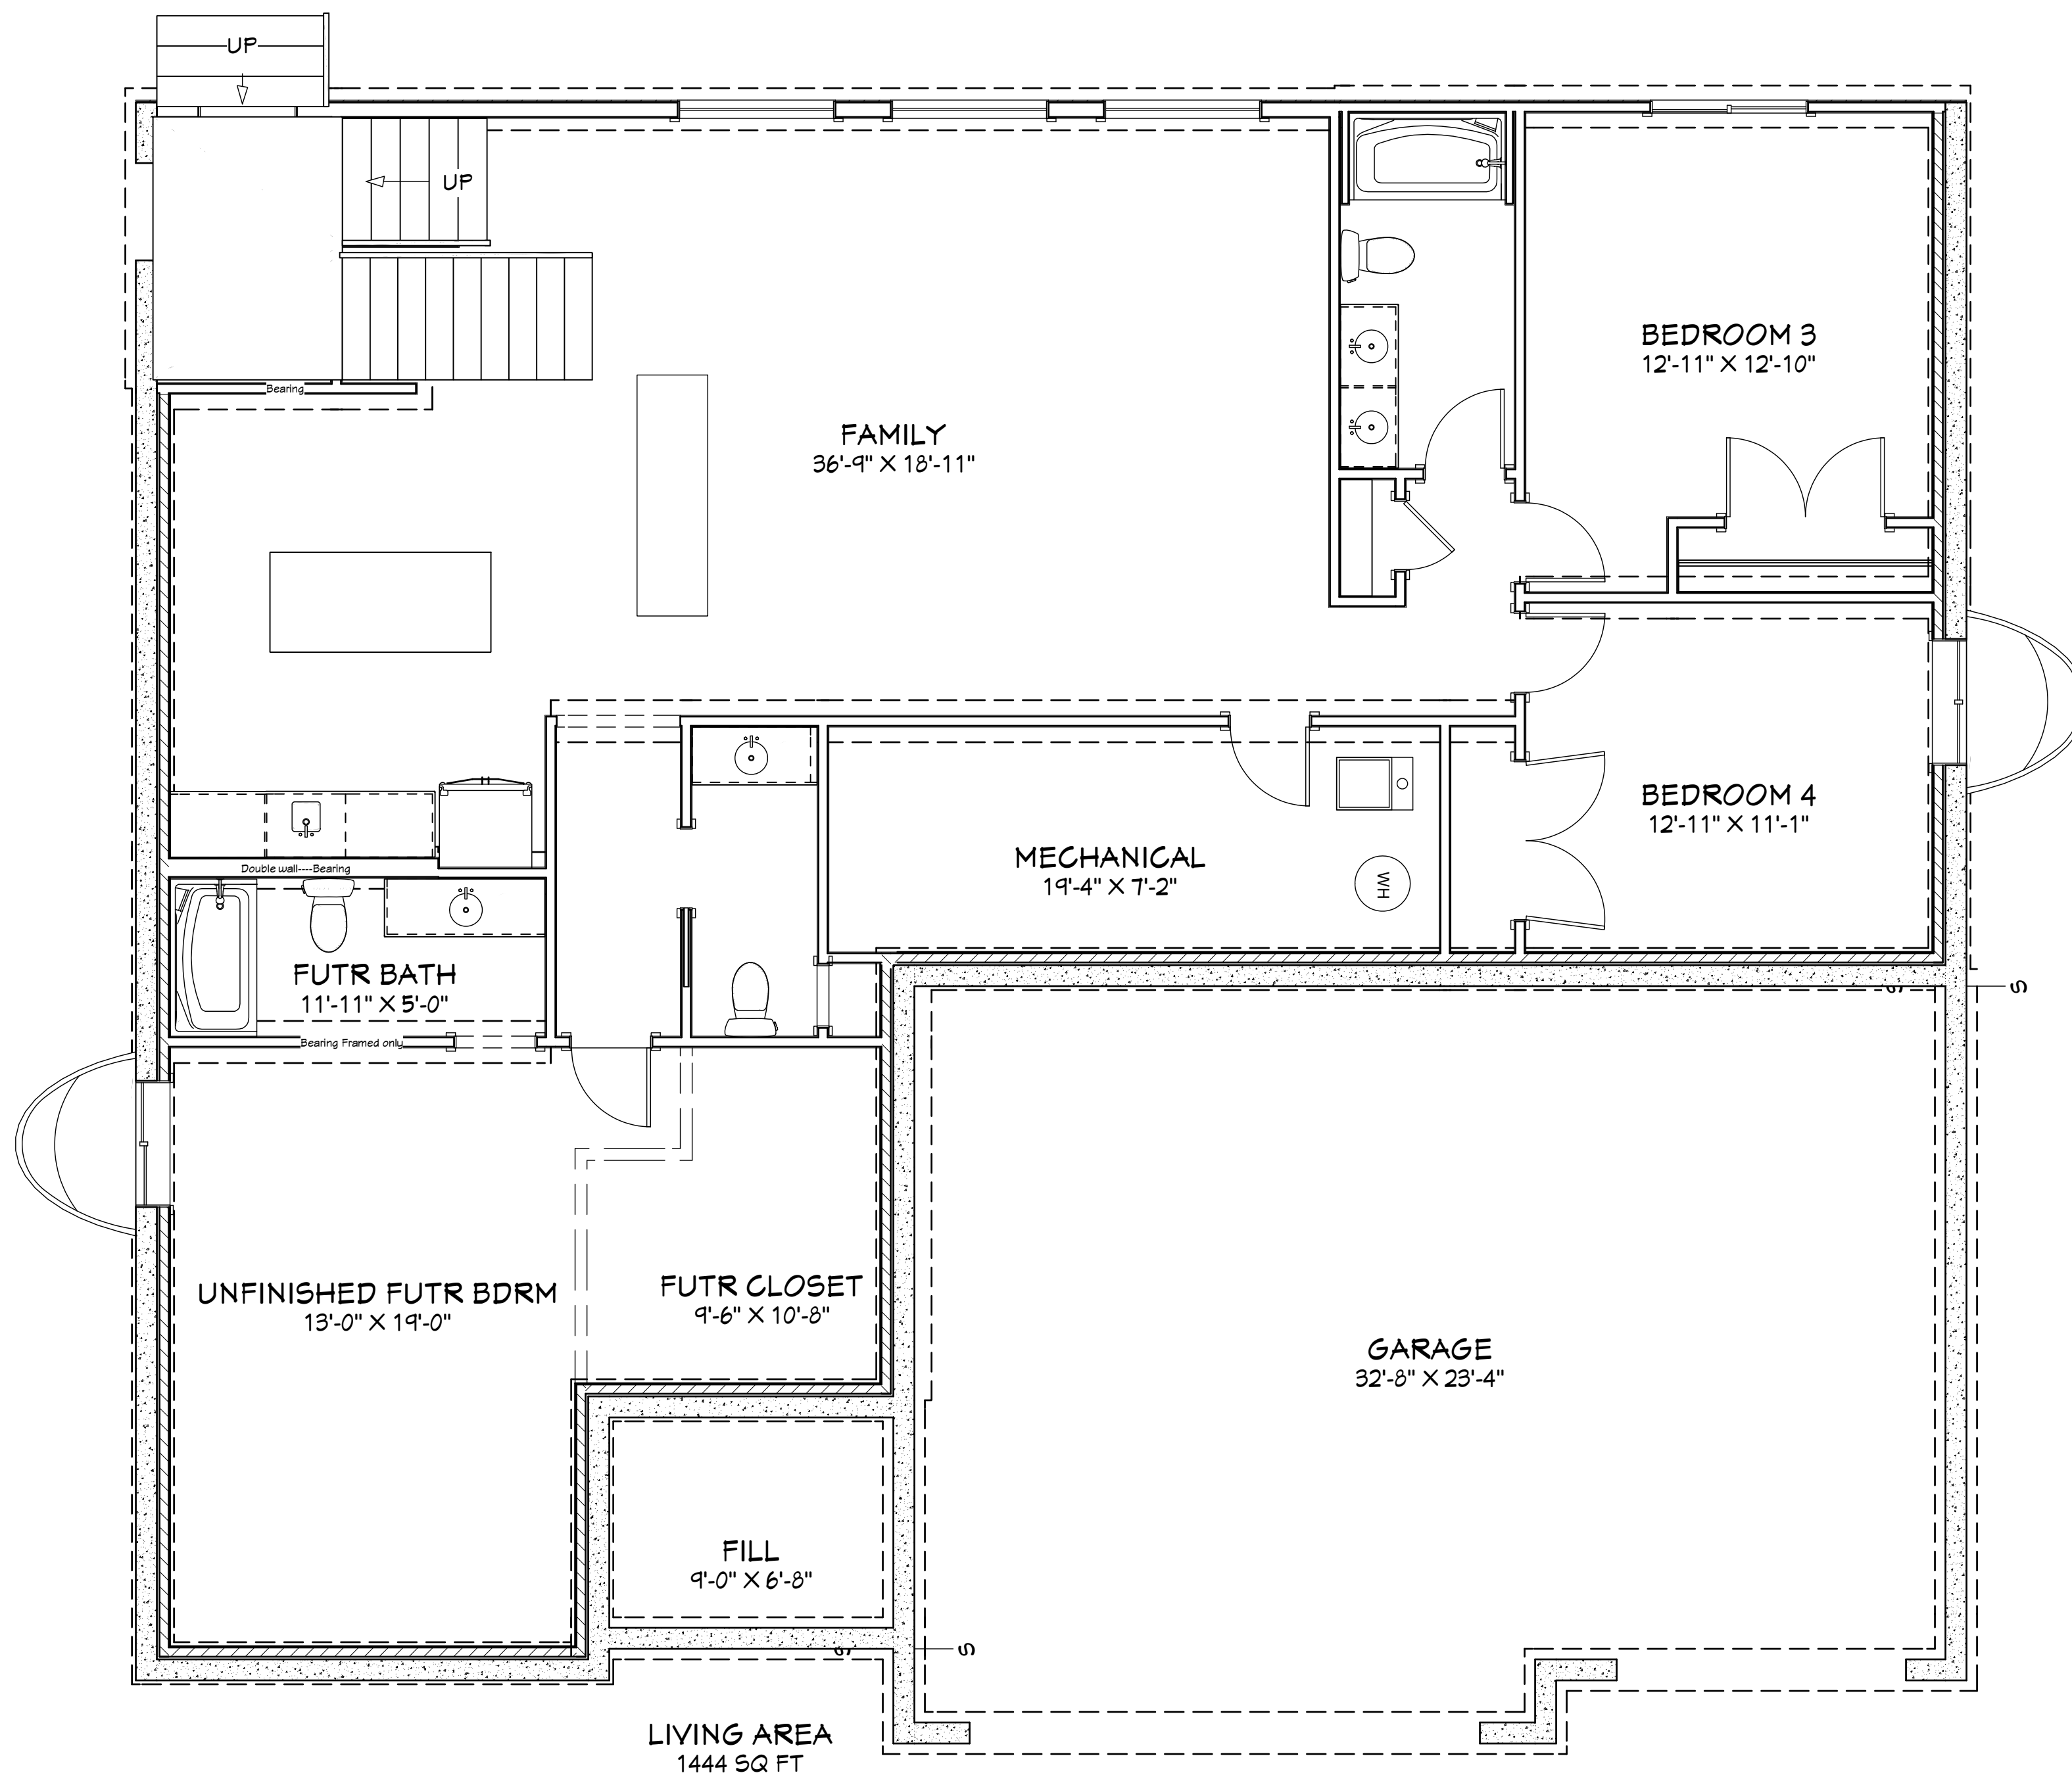 UP
UP
BEDROOM 3
12'-11" X 12'-10"
Bearing
FAMILY
36'-9" X 18'-11"
BEDROOM 4
12'-11" X 11'-1"
MECHANICAL
19'-4" X 7'-2"
WH
Double wall----Bearing
FUTR BATH
11'-11" X 5'-0"
S
S
Bearing Framed only
UNFINISHED FUTR BDRM
13'-0" X 19'-0"
FUTR CLOSET
9'-6" X 10'-8"
GARAGE
32'-8" X 23'-4"
FILL
9'-0" X 6'-8"
S
S
LIVING AREA
1444 SQ FT